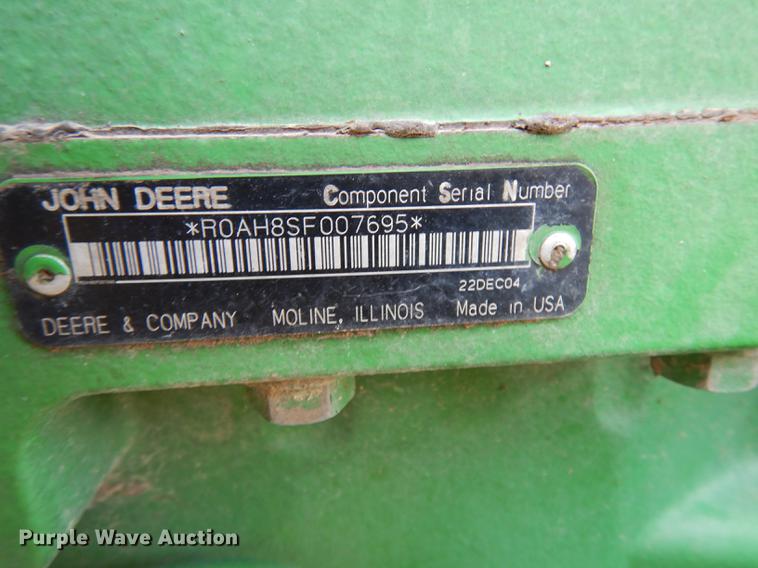 JOHN DEERE Component Serial Number
*R0AH8SF007695*
22DEC04
DEERE & COMPANY MOLINE, ILLINOIS Made in USA
Purple Wave Auction